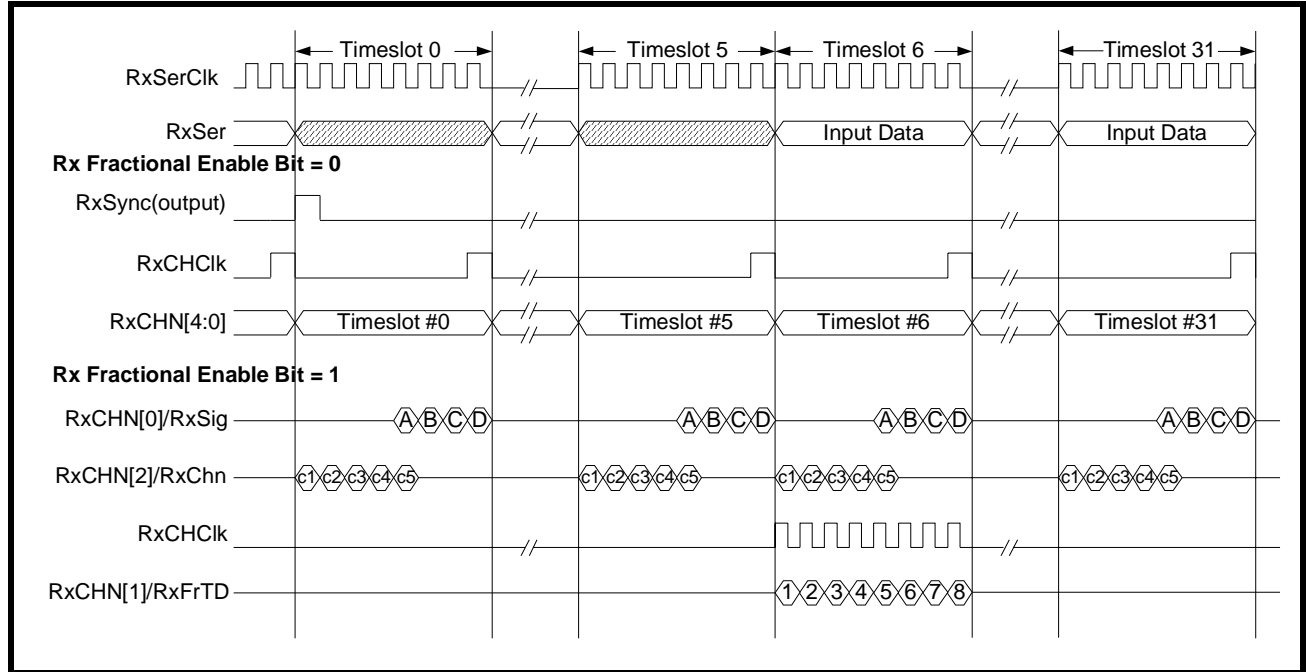 Timeslot 0 Timeslot 5 Timeslot 6 Timeslot 31
RxSerClk
RxSer Input Data Input Data
Rx Fractional Enable Bit = 0
RxSync(output)
RxCHClk
RxCHN[4:0] Timeslot #0 Timeslot #5 Timeslot #6 Timeslot #31
Rx Fractional Enable Bit = 1
RxCHN[0]/RxSig A B C D A B C D A B C D A B C D
RxCHN[2]/RxChn c1 c2 c3 c4 c5 c1 c2 c3 c4 c5 c1 c2 c3 c4 c5 c1 c2 c3 c4 c5
RxCHClk
RxCHN[1]/RxFrTD 1 2 3 4 5 6 7 8